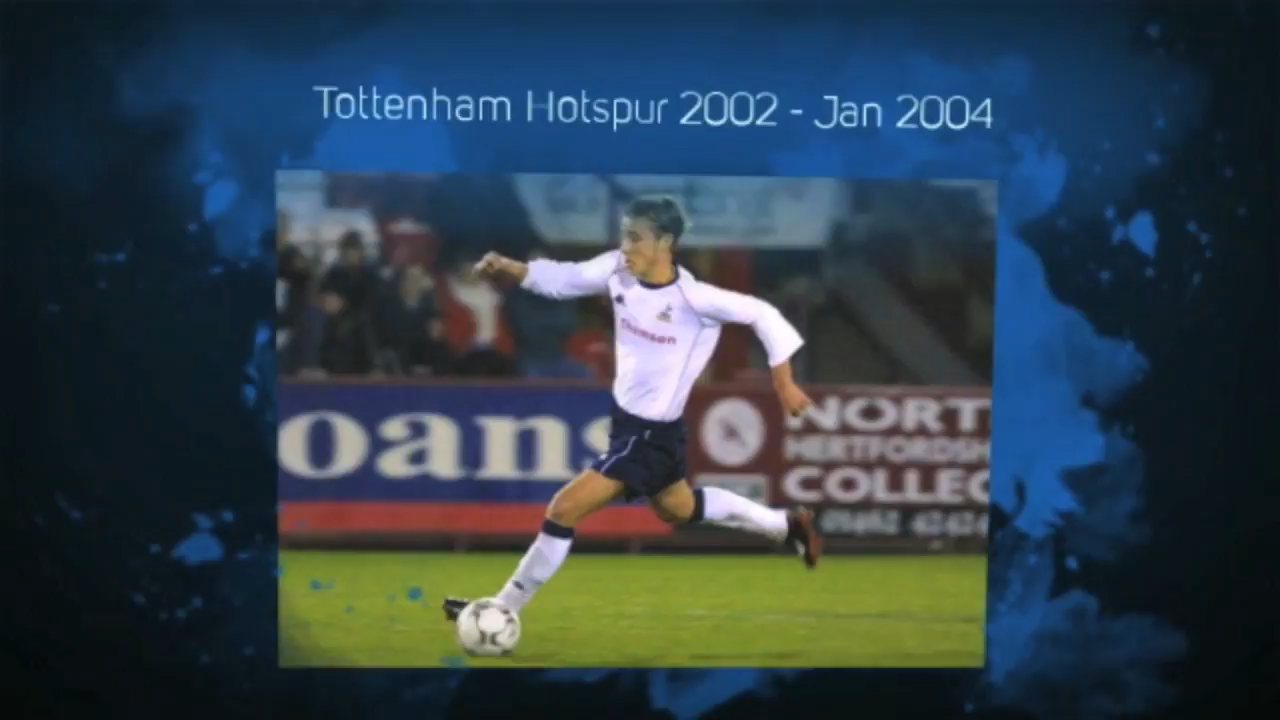 Tottenham Hotspur 2002 - Jan 2004
Thomson
oans
NORT
HERTFORDSH
COLLEG